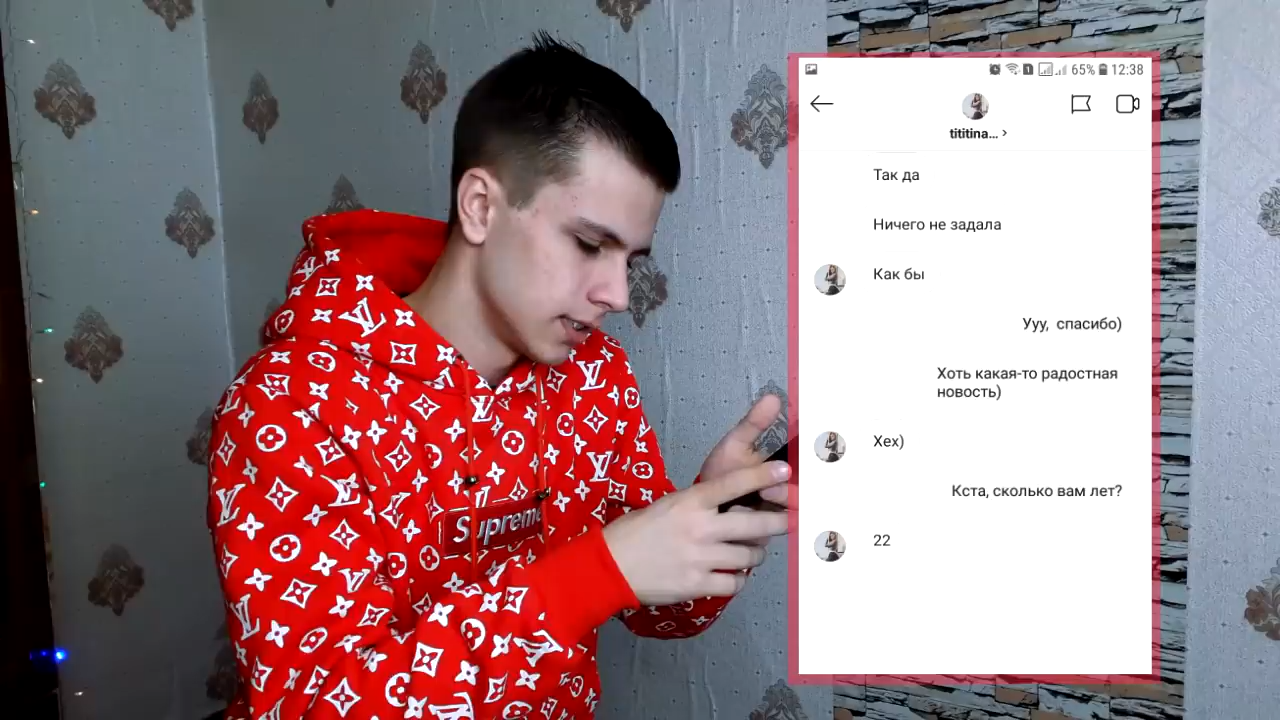 65% 12:38
tititina... >
Так да
Ничего не задала
Как бы
Ууу, спасибо)
Хоть какая-то радостная
новость)
Хех)
Кста, сколько вам лет?
22
Supreme